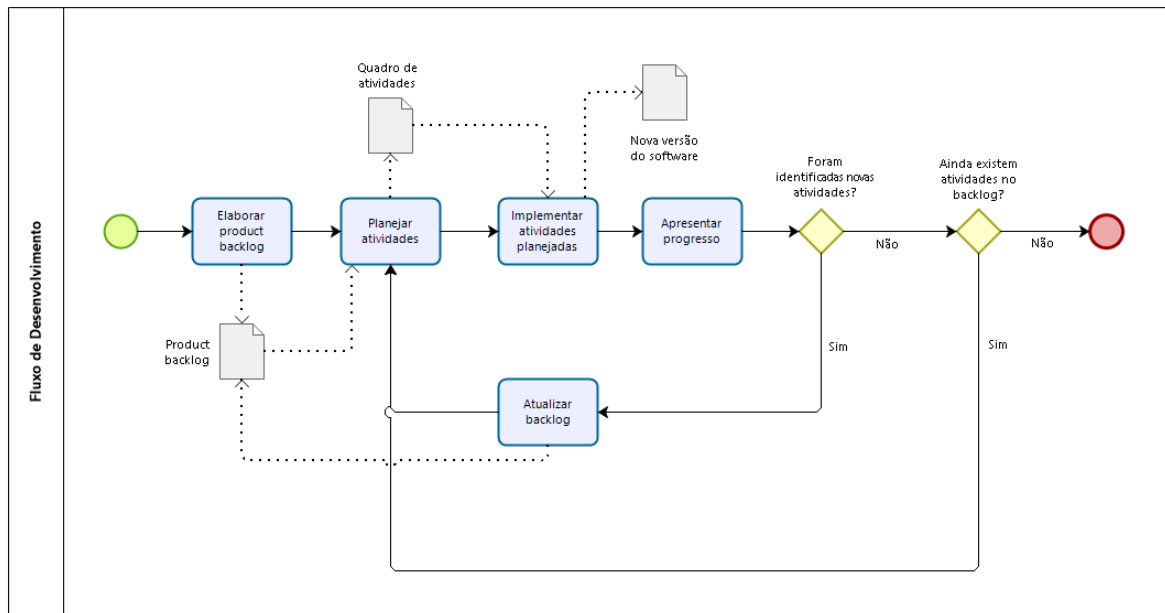 Fluxo de Desenvolvimento
Quadro de
atividades
Nova versão
do software
Foram
identificadas novas
atividades?
Ainda existem
atividades no
backlog?
Elaborar
product
backlog
Planejar
atividades
Implementar
atividades
planejadas
Apresentar
progresso
Não
Não
Product
backlog
Sim
Sim
Atualizar
backlog